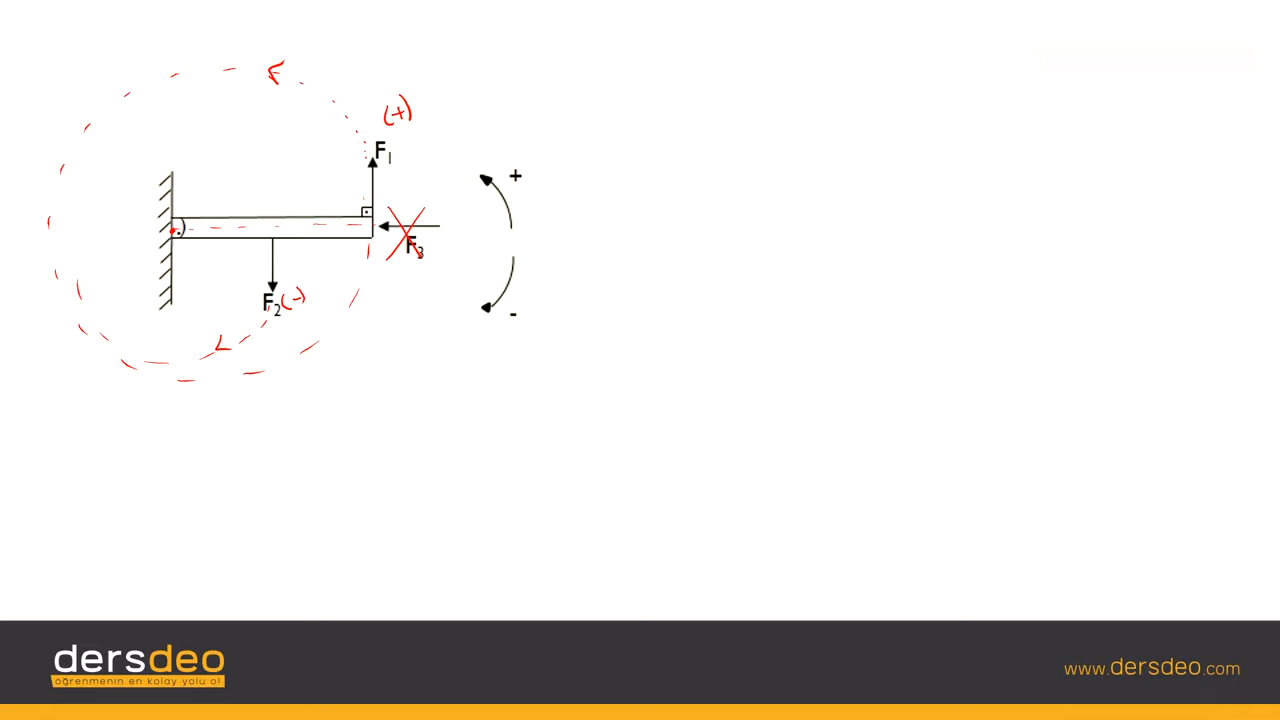 (+)
F1
+
F3
F2(-)
-
dersdeo
öğrenmenin en kolay yolu o!
www.dersdeo.com